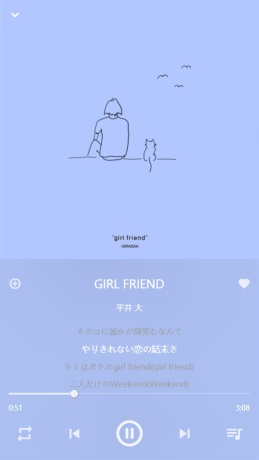 "girl friend"
HIRAIDAI
GIRL FRIEND
平井 大
そのコに誰かが微笑むなんて
やりきれない恋の結末さ
キミはボクのgirl friend(girl friend)
二人だけのWeekend(Weekend)
0:51
3:08